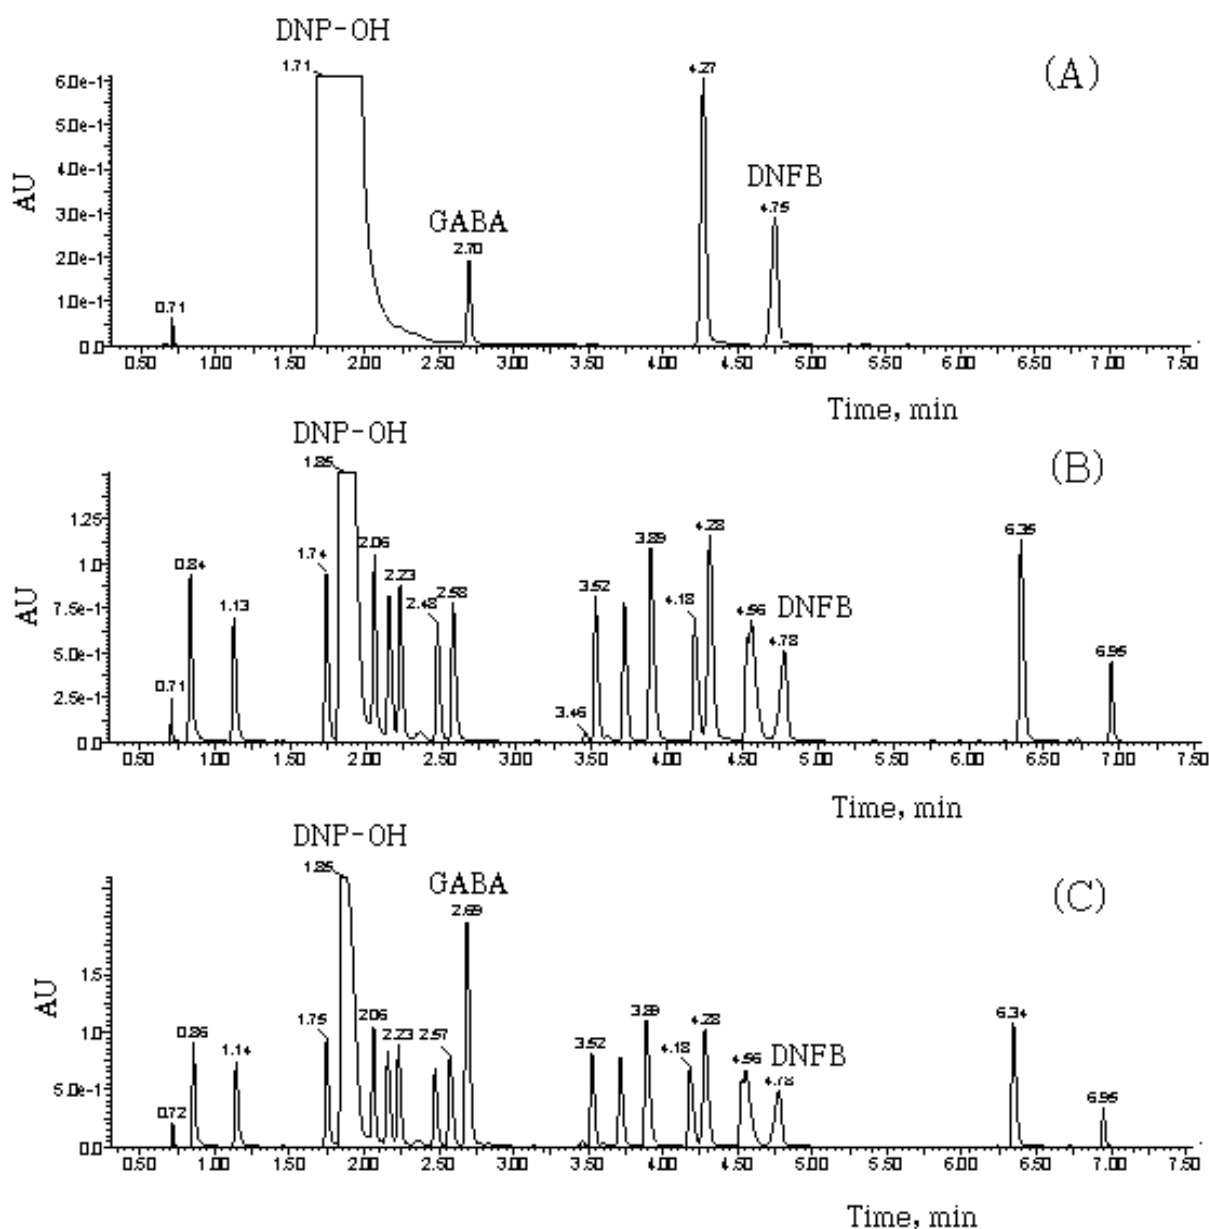 DNP-OH
1.71
4.27
(A)
6.0e-1
5.0e-1
4.0e-1
3.0e-1
2.0e-1
1.0e-1
0.0
AU
0.71
GABA
2.70
DNFB
4.75
0.50 1.00 1.50 2.00 2.50 3.00 3.50 4.00 4.50 5.00 5.50 6.00 6.50 7.00 7.50
Time, min
DNP-OH
1.85
(B)
1.25
1.0
7.5e-1
5.0e-1
2.5e-1
0.0
AU
0.71
0.84
1.13
1.74
2.06
2.23
2.48
2.58
3.46
3.52
3.89
4.18
4.28
4.56
DNFB
4.78
6.35
6.95
0.50 1.00 1.50 2.00 2.50 3.00 3.50 4.00 4.50 5.00 5.50 6.00 6.50 7.00 7.50
Time, min
DNP-OH
1.85
GABA
2.69
(C)
1.5
1.0
5.0e-1
0.0
AU
0.72
0.86
1.14
1.75
2.06
2.23
2.57
3.52
3.89
4.18
4.28
4.56
DNFB
4.78
6.34
6.95
0.50 1.00 1.50 2.00 2.50 3.00 3.50 4.00 4.50 5.00 5.50 6.00 6.50 7.00 7.50
Time, min